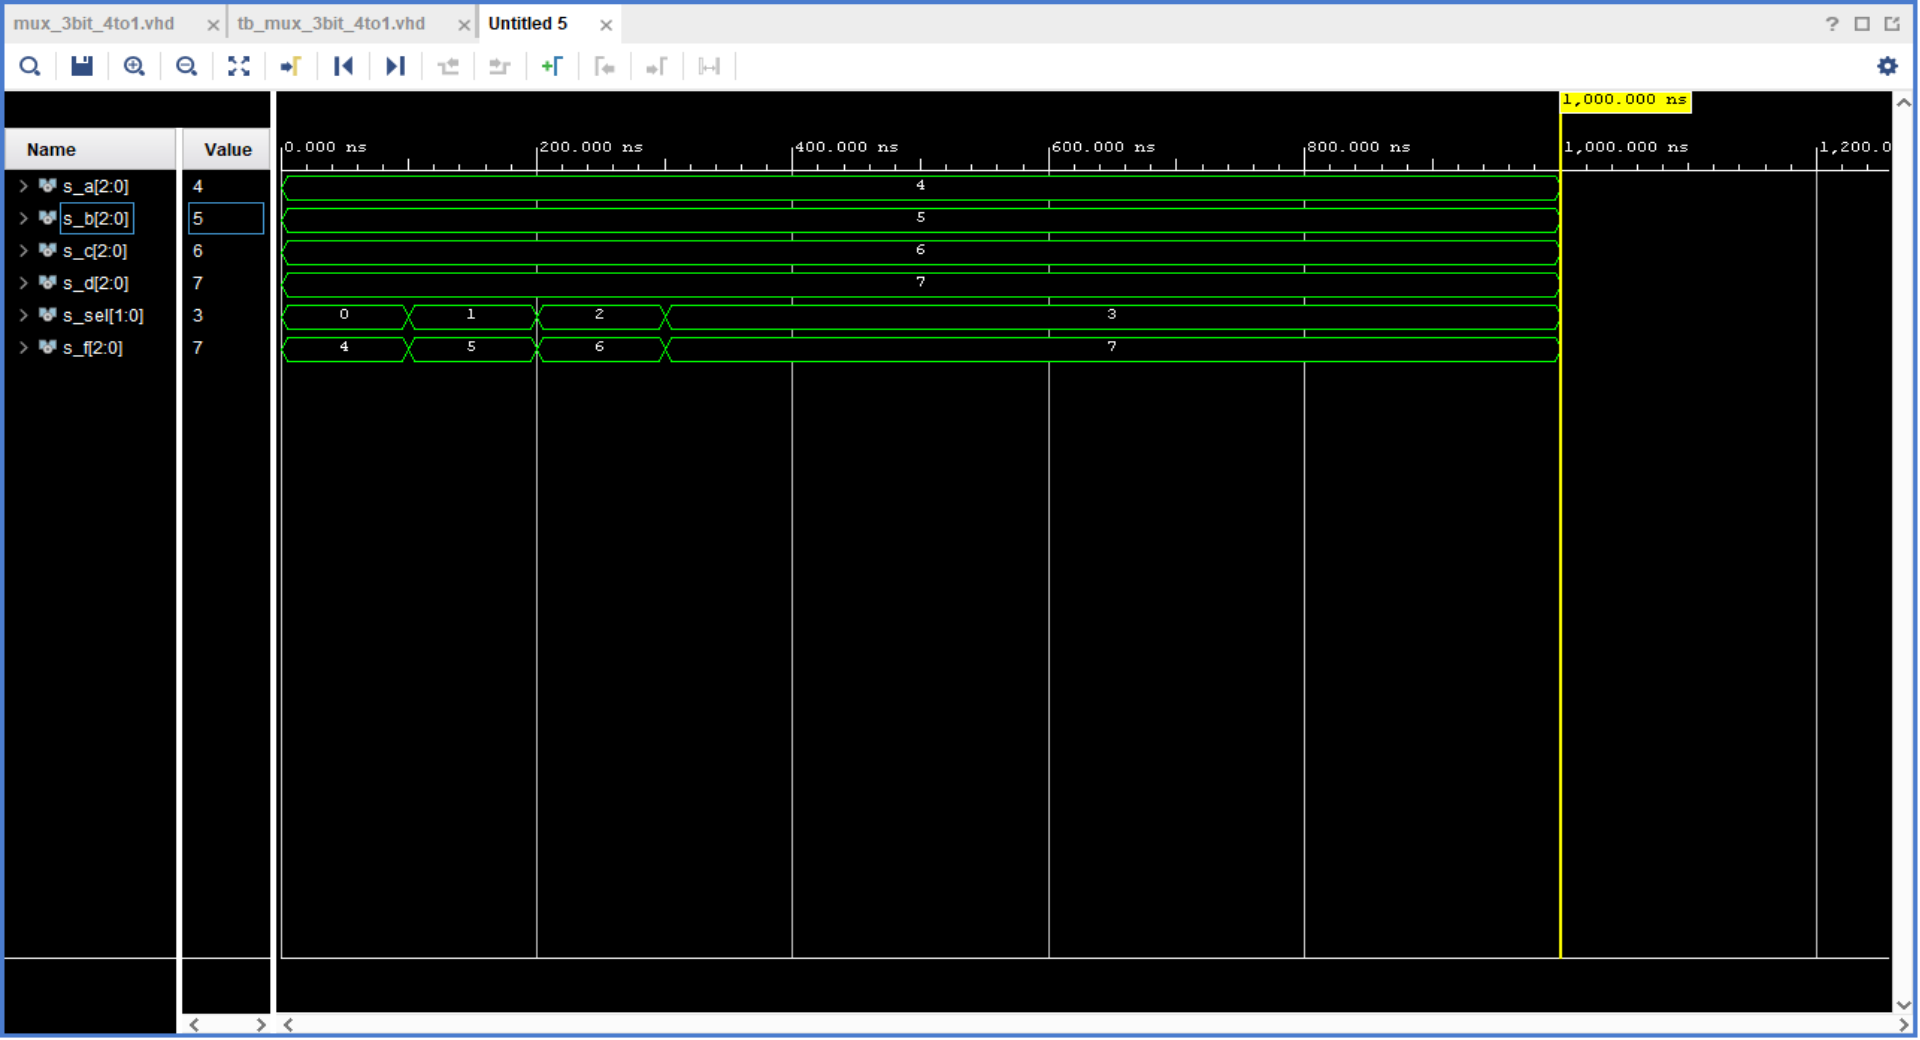 mux_3bit_4to1.vhd × tb_mux_3bit_4to1.vhd × Untitled 5 × ?
1,000.000 ns
Name Value 0.000 ns 200.000 ns 400.000 ns 600.000 ns 800.000 ns 1,000.000 ns 1,200.0
s_a[2:0] 4 4
s_b[2:0] 5 5
s_c[2:0] 6 6
s_d[2:0] 7 7
s_sel[1:0] 3 0 1 2 3
s_f[2:0] 7 4 5 6 7